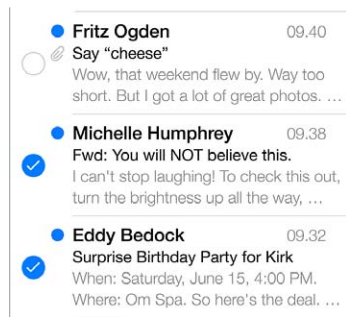 Fritz Ogden 09.40
Say “cheese”
Wow, that weekend flew by. Way too
short. But I got a lot of great photos. ...
Michelle Humphrey 09.38
Fwd: You will NOT believe this.
I can't stop laughing! To check this out,
turn the brightness up all the way, ...
Eddy Bedock 09.32
Surprise Birthday Party for Kirk
When: Saturday, June 15, 4:00 PM.
Where: Om Spa. So here's the deal. ...